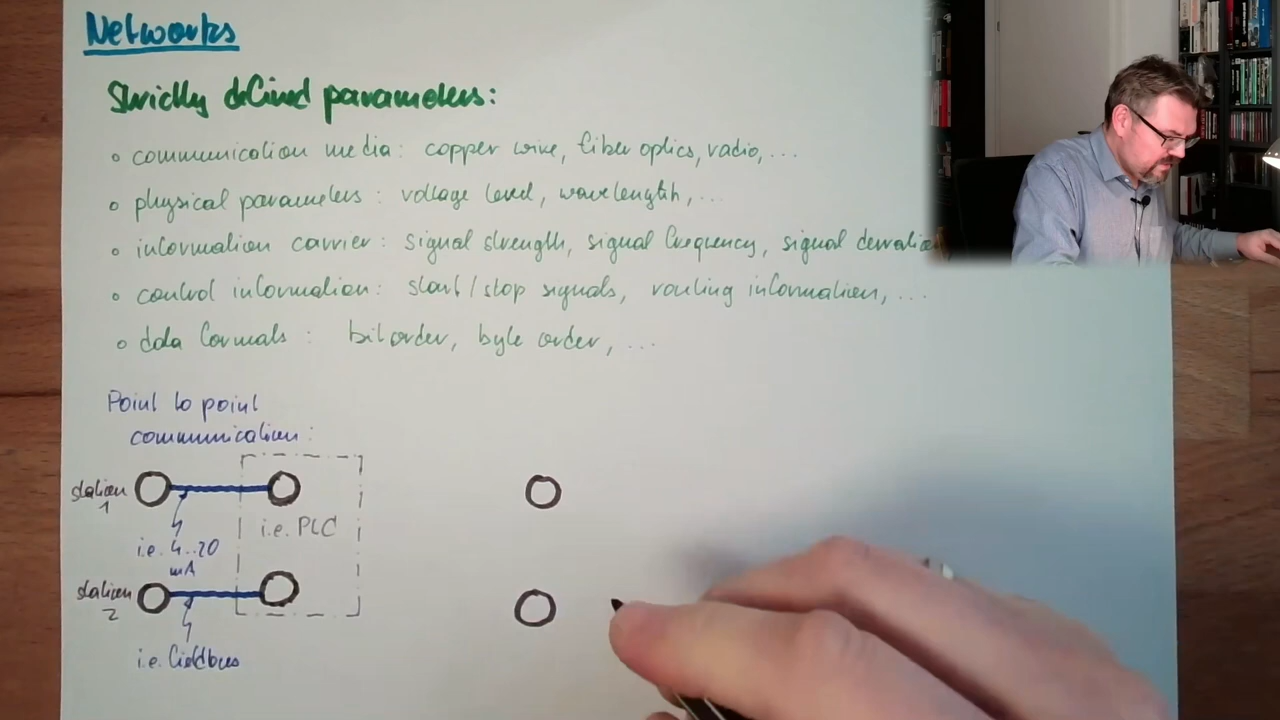 Networks
Strictly defined parameters:
communication media: copper wire, fiber optics, radio, ...
physical parameters: voltage level, wavelength, ...
information carrier: signal strength, signal frequency, signal
control information: start/stop signals, routing information, ...
data formats: bit order, byte order, ...
Point to point
communication:
station 1
i.e. PLC
i.e. 4..20 mA
station 2
i.e. fieldbus